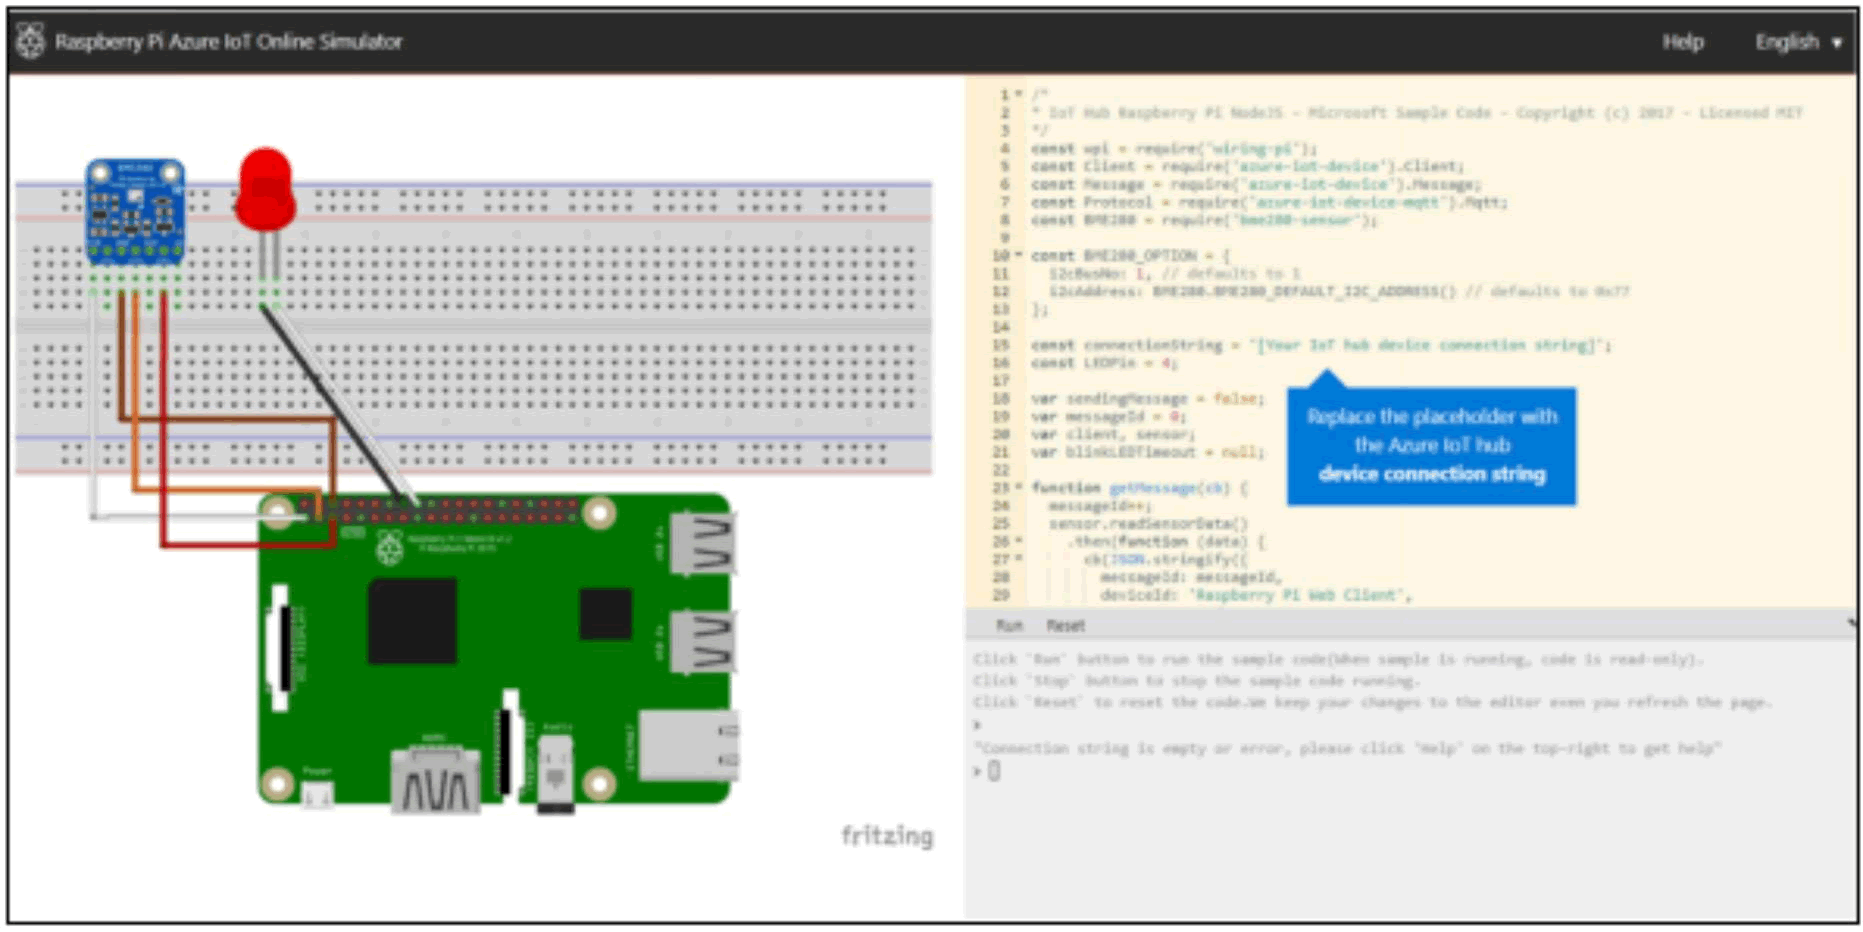 Raspberry Pi Azure IoT Online Simulator
Help
English
1 /*
2 * IoT Hub Raspberry Pi NodeJS - Microsoft Sample Code - Copyright (c) 2017 - Licensed MIT
3 */
4 const wpi = require('wiring-pi');
5 const Client = require('azure-iot-device').Client;
6 const Message = require('azure-iot-device').Message;
7 const Protocol = require('azure-iot-device-mqtt').Mqtt;
8 const BME280 = require('bme280-sensor');
9
10 const BME280_OPTION = {
11 i2cBusNo: 1, // defaults to 1
12 i2cAddress: BME280.BME280_DEFAULT_I2C_ADDRESS() // defaults to 0x77
13 };
14
15 const connectionString = '[Your IoT hub device connection string]';
16 const LEDPin = 4;
17
18 var sendingMessage = false;
19 var messageId = 0;
20 var client, sensor;
21 var blinkLEDTimeout = null;
22
23 function getMessage(cb) {
24 messageId++;
25 sensor.readSensorData()
26 .then(function (data) {
27 cb(JSON.stringify({
28 messageId: messageId,
29 deviceId: 'Raspberry Pi Web Client',
Replace the placeholder with
the Azure IoT hub
device connection string
Run Reset
Click 'Run' button to run the sample code(When sample is running, code is read-only).
Click 'Stop' button to stop the sample code running.
Click 'Reset' to reset the code.We keep your changes to the editor even you refresh the page.
>
"Connection string is empty or error, please click 'Help' on the top-right to get help"
>
Power
HDMI
Audio
fritzing